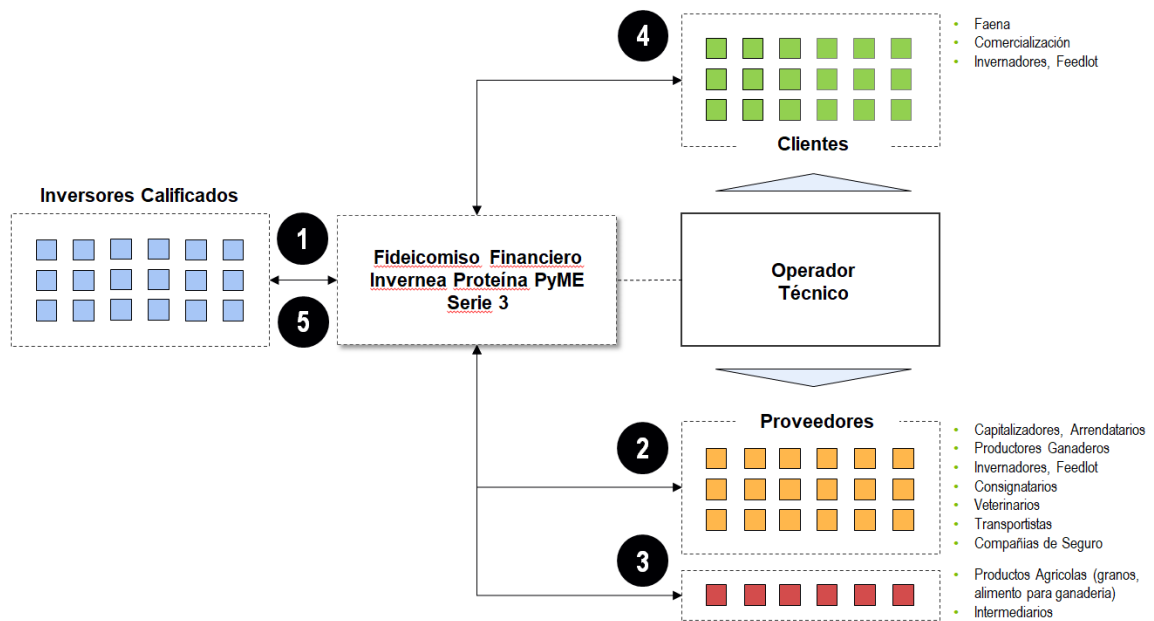 4
• Faena
• Comercialización
• Invernadores, Feedlot
Clientes
Inversores Calificados
1
Fideicomiso Financiero
Invernea Proteína PyME
Serie 3
Operador
Técnico
5
Proveedores
2
• Capitalizadores, Arrendatarios
• Productores Ganaderos
• Invernadores, Feedlot
• Consignatarios
• Veterinarios
• Transportistas
• Compañias de Seguro
3
• Productos Agricolas (granos,
alimento para ganaderia)
• Intermediarios